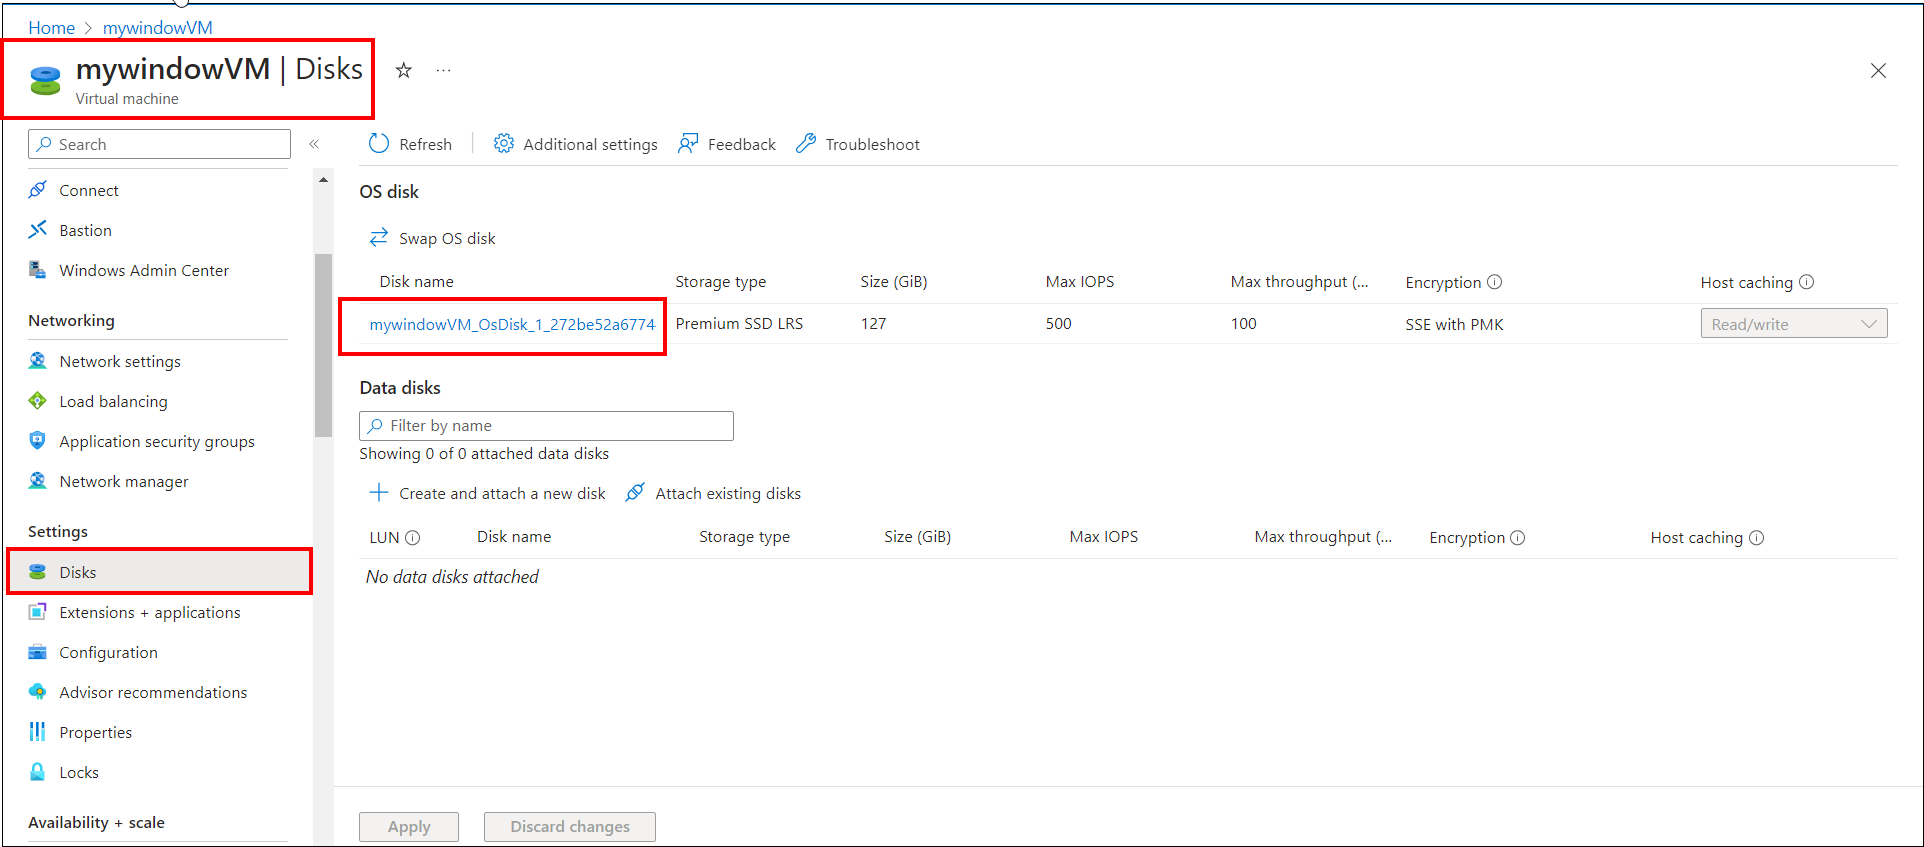 Home > mywindowVM
mywindowVM | Disks
Virtual machine
Search
Refresh
Additional settings
Feedback
Troubleshoot
Connect
Bastion
Windows Admin Center
Networking
Network settings
Load balancing
Application security groups
Network manager
Settings
Disks
Extensions + applications
Configuration
Advisor recommendations
Properties
Locks
Availability + scale
OS disk
Swap OS disk
Disk name Storage type Size (GiB) Max IOPS Max throughput (... Encryption Host caching
mywindowVM_OsDisk_1_272be52a6774 Premium SSD LRS 127 500 100 SSE with PMK Read/write
Data disks
Filter by name
Showing 0 of 0 attached data disks
Create and attach a new disk Attach existing disks
LUN Disk name Storage type Size (GiB) Max IOPS Max throughput (... Encryption Host caching
No data disks attached
Apply Discard changes